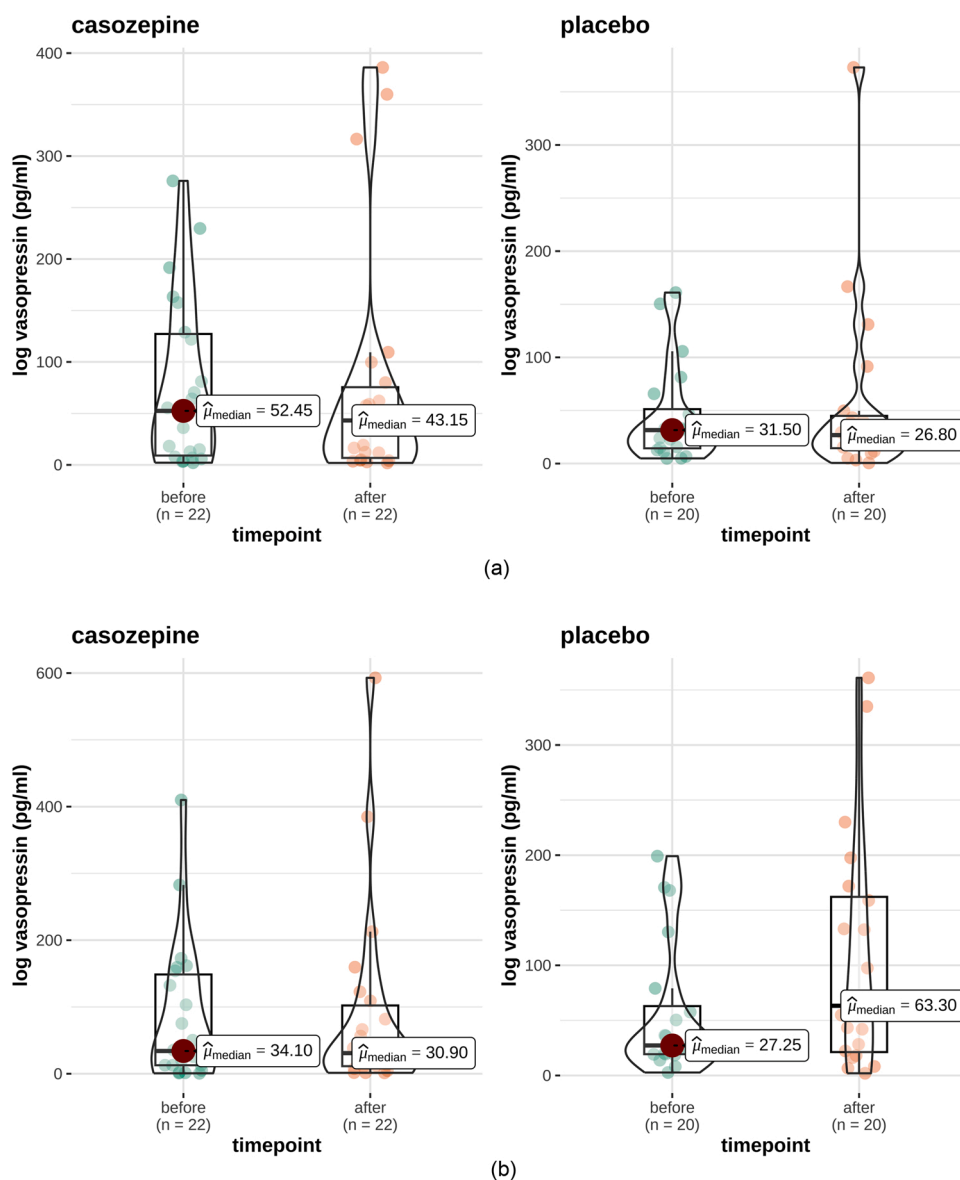 casozepine
400
300
200
100
0
log vasopressin (pg/ml)
μ̂median = 52.45
μ̂median = 43.15
before
(n = 22)
after
(n = 22)
timepoint
placebo
300
200
100
0
log vasopressin (pg/ml)
μ̂median = 31.50
μ̂median = 26.80
before
(n = 20)
after
(n = 20)
timepoint
(a)
casozepine
600
400
200
0
log vasopressin (pg/ml)
μ̂median = 34.10
μ̂median = 30.90
before
(n = 22)
after
(n = 22)
timepoint
placebo
300
200
100
0
log vasopressin (pg/ml)
μ̂median = 27.25
μ̂median = 63.30
before
(n = 20)
after
(n = 20)
timepoint
(b)